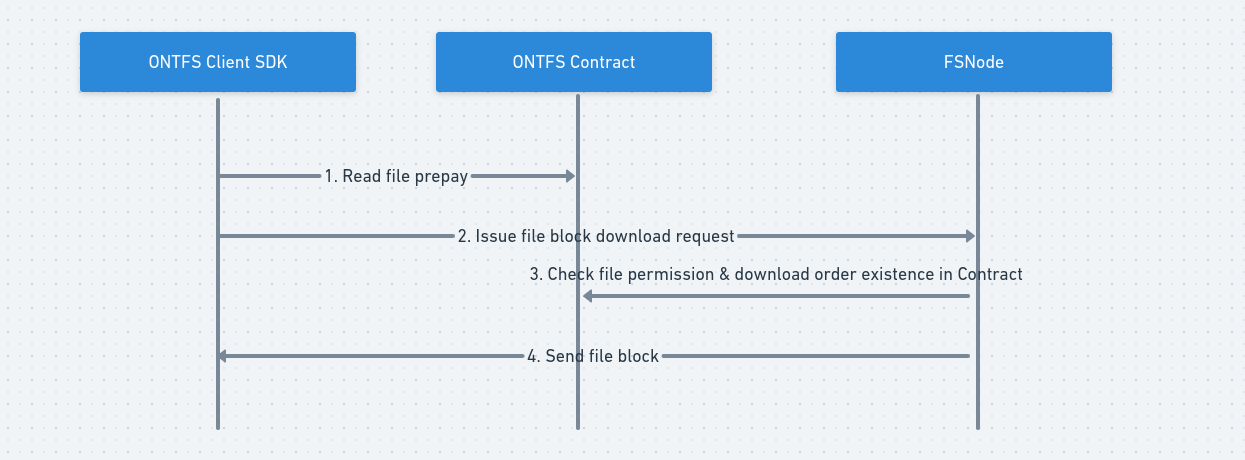 ONTFS Client SDK
ONTFS Contract
FSNode
1. Read file prepay
2. Issue file block download request
3. Check file permission & download order existence in Contract
4. Send file block